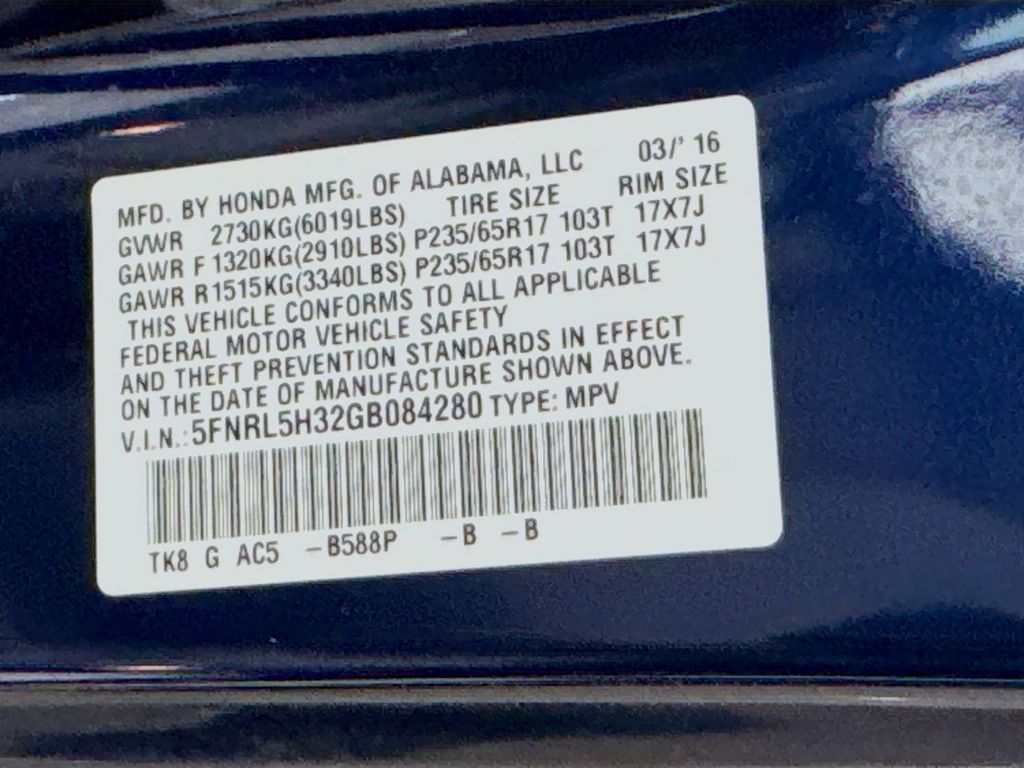 MFD. BY HONDA MFG. OF ALABAMA, LLC 03/' 16
GVWR 2730KG(6019LBS) TIRE SIZE RIM SIZE
GAWR F 1320KG(2910LBS) P235/65R17 103T 17X7J
GAWR R1515KG(3340LBS) P235/65R17 103T 17X7J
THIS VEHICLE CONFORMS TO ALL APPLICABLE
FEDERAL MOTOR VEHICLE SAFETY
AND THEFT PREVENTION STANDARDS IN EFFECT
ON THE DATE OF MANUFACTURE SHOWN ABOVE.
V.I.N.:5FNRL5H32GB084280 TYPE: MPV
TK8 G AC5 -B588P -B -B